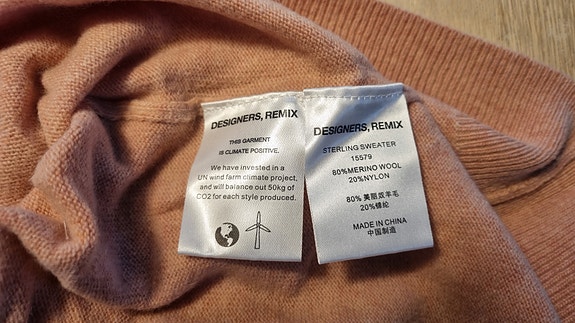 DESIGNERS, REMIX
THIS GARMENT
IS CLIMATE POSITIVE.
We have invested in a
UN wind farm climate project,
and will balance out 50kg of
CO2 for each style produced.
DESIGNERS, REMIX
STERLING SWEATER
15579
80%MERINO WOOL
20%NYLON
80% 美丽奴羊毛
20%锦纶
MADE IN CHINA
中国制造